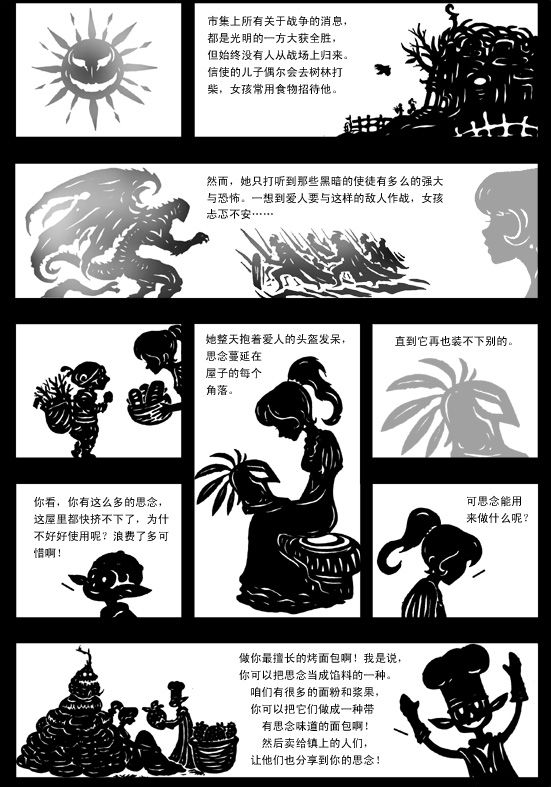 市集上所有关于战争的消息，
都是光明的一方大获全胜，
但始终没有人从战场上归来。
信使的儿子偶尔会去树林打
柴，女孩常用食物招待他。
然而，她只打听到那些黑暗的使徒有多么的强大
与恐怖。一想到爱人要与这样的敌人作战，女孩
忐忑不安……
她整天抱着爱人的头盔发呆，
思念蔓延在
屋子的每个
角落。
直到它再也装不下别的。
你看，你有这么多的思念，
这屋里都快挤不下了，为什
不好好使用呢？浪费了多可
惜啊！
可思念能用
来做什么呢？
做你最擅长的烤面包啊！我是说，
你可以把思念当成馅料的一种。
咱们有很多的面粉和浆果，
你可以把它们做成一种带
有思念味道的面包啊！
然后卖给镇上的人们，
让他们也分享到你的思念！